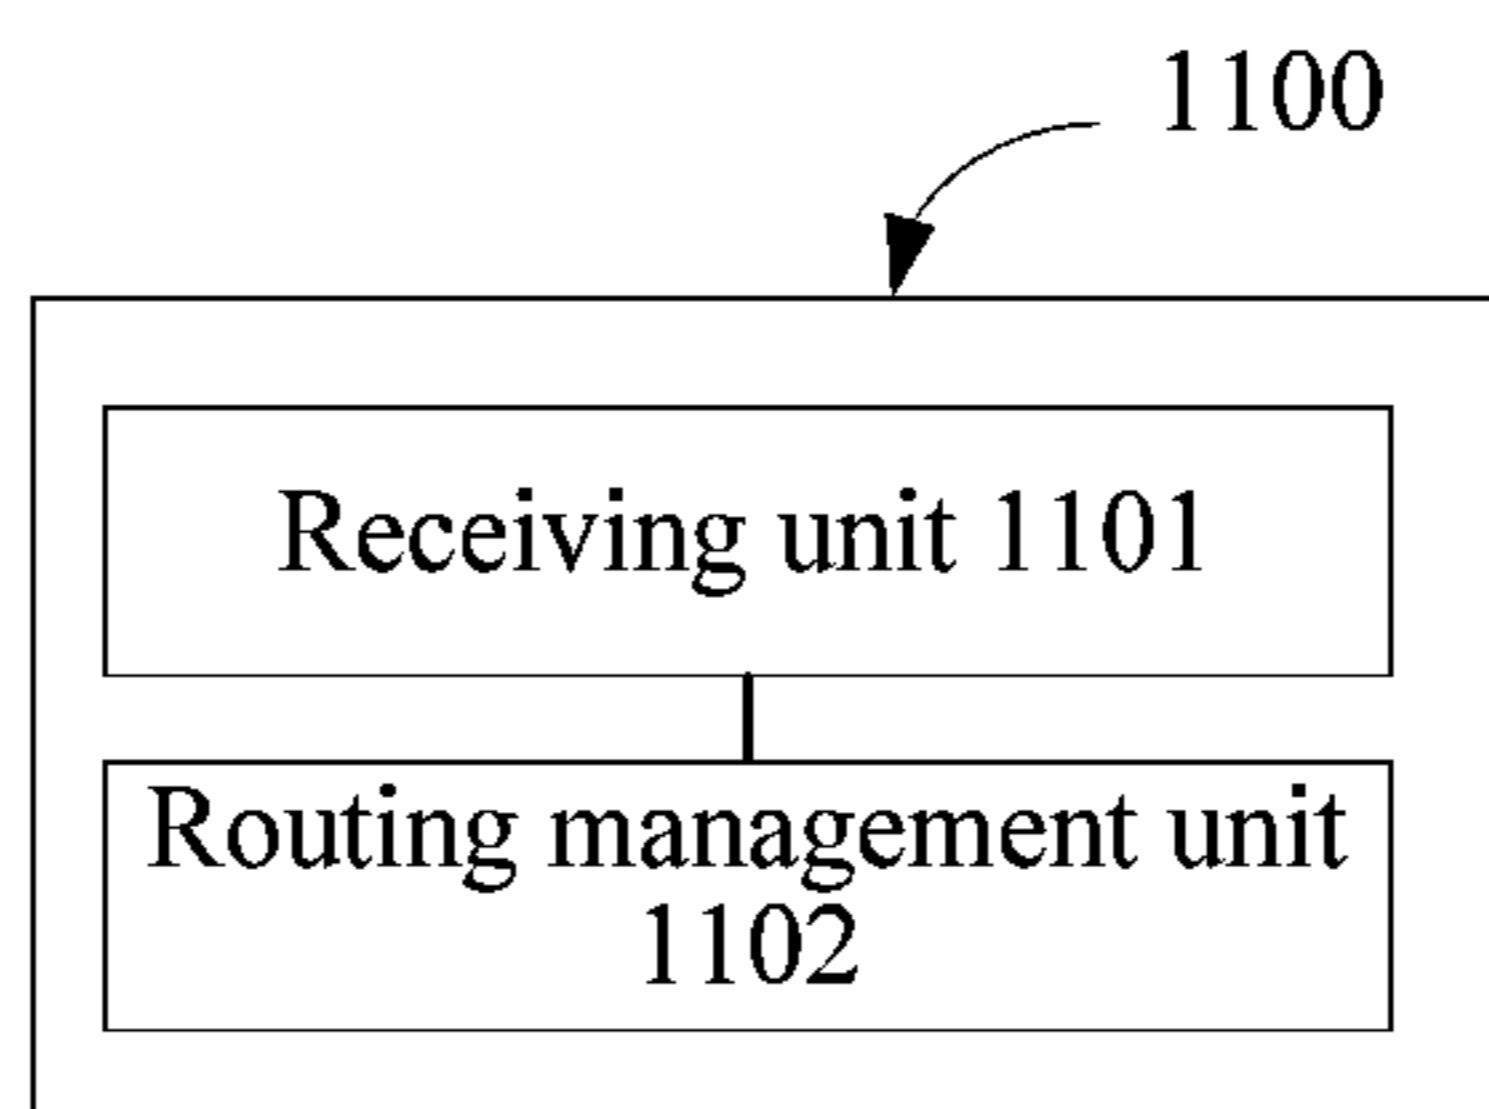 1100
Receiving unit 1101
Routing management unit
1102